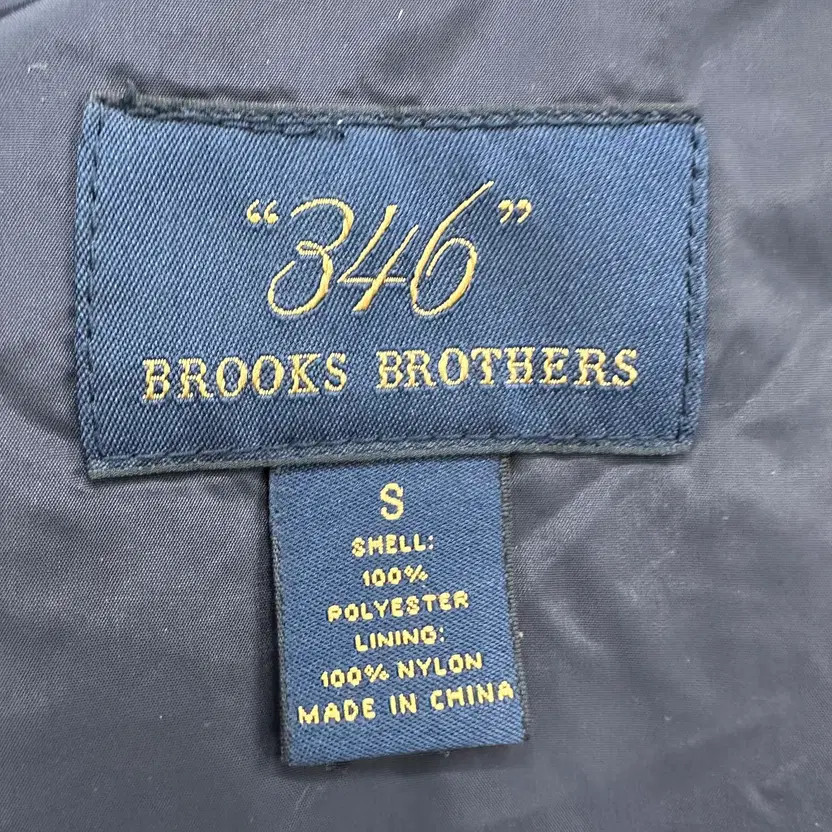 “346”
BROOKS BROTHERS
S
SHELL:
100%
POLYESTER
LINING:
100% NYLON
MADE IN CHINA